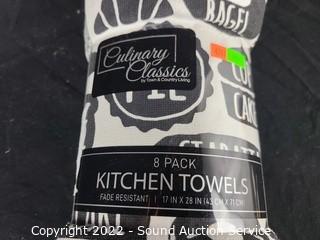 BAGEL
Culinary
Classics
by Town & Country Living
PIE
CAKE
8 PACK
KITCHEN TOWELS
FADE RESISTANT | 17 IN X 28 IN (43 CM X 71 CM)
Copyright 2022 - Sound Auction Service